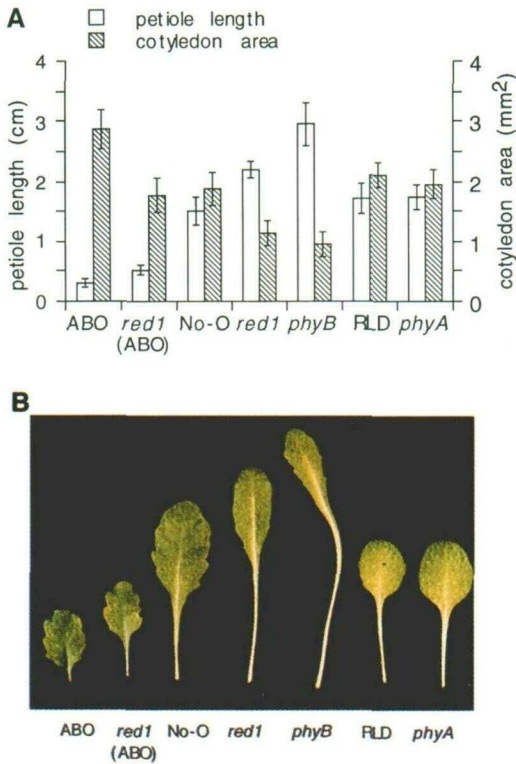 A
petiole length
cotyledon area
petiole length (cm)
4
3
2
1
0
4
3
2
1
0
cotyledon area (mm2)
ABO red1 No-O red1 phyB RLD phyA
(ABO)
B
ABO red1 No-O red1 phyB RLD phyA
(ABO)